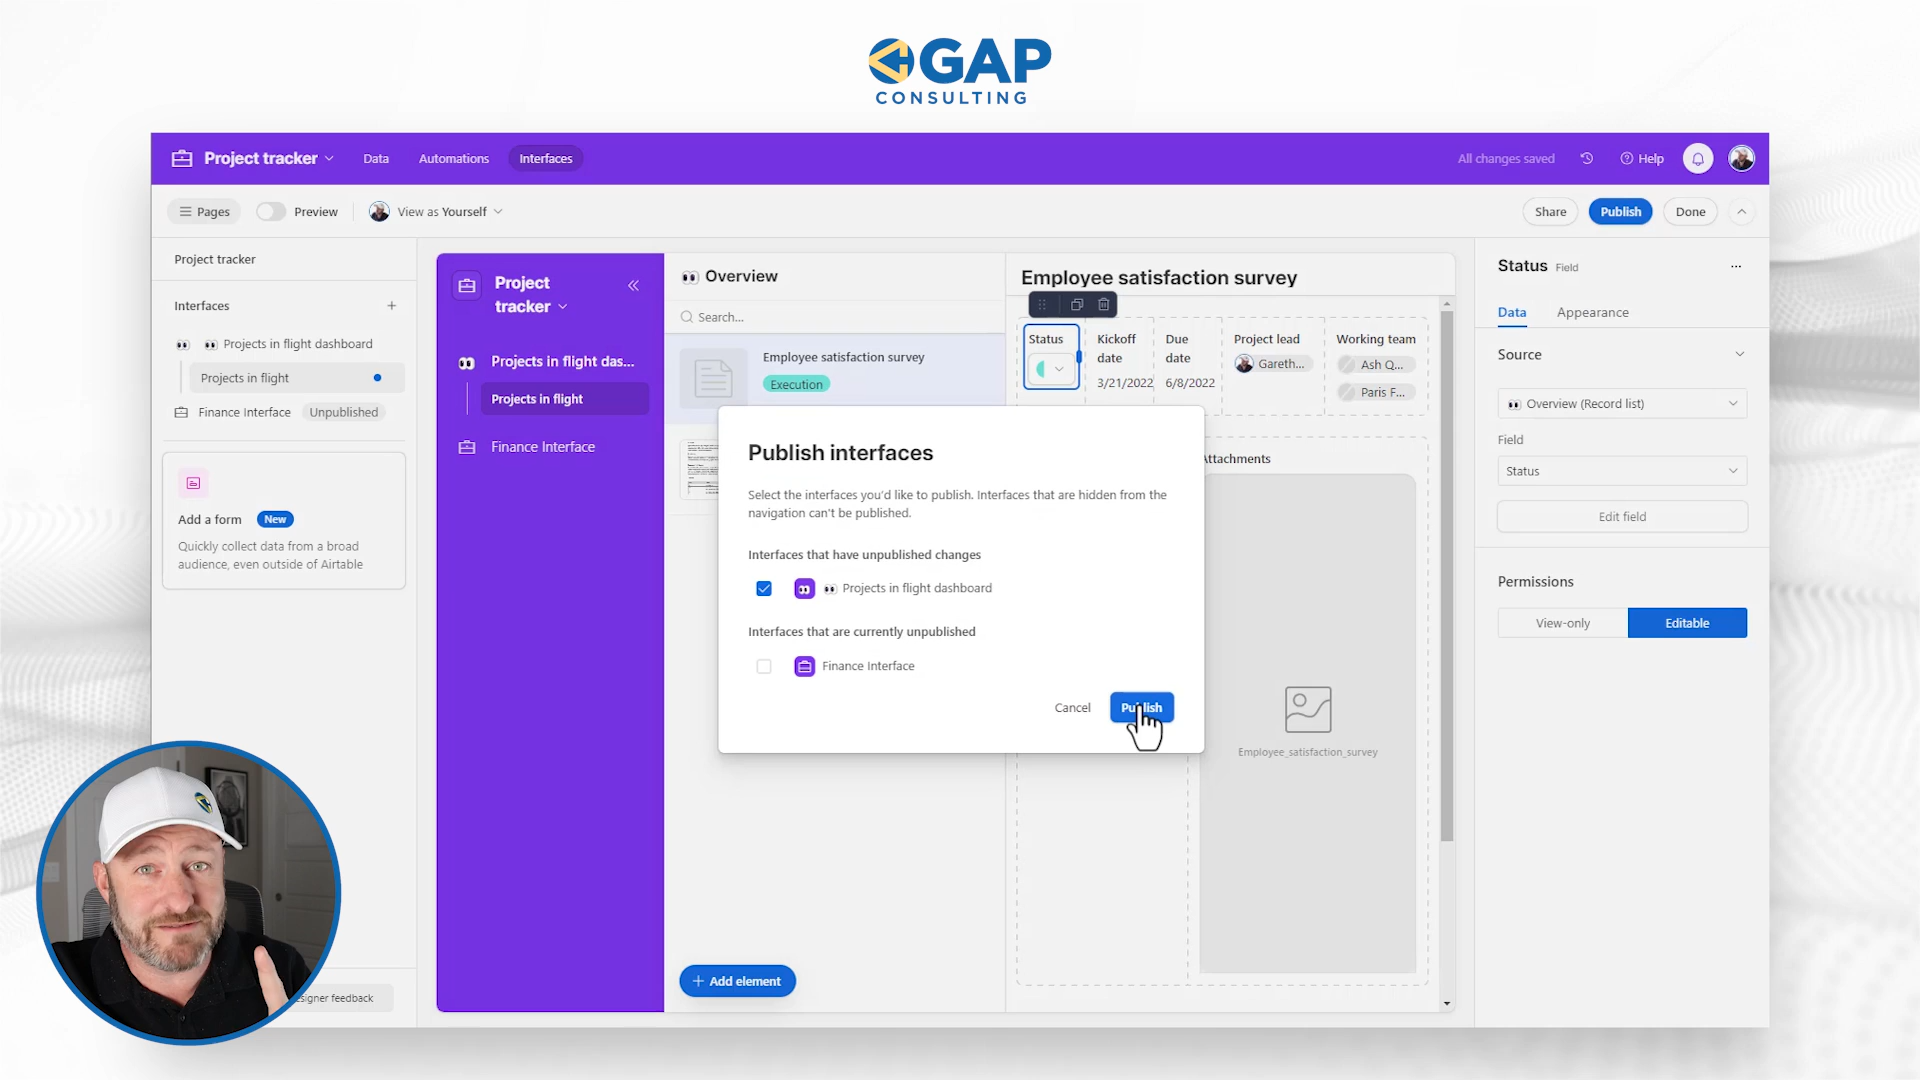 GAP
CONSULTING
Project tracker
Data
Automations
Interfaces
All changes saved
Help
Pages
Preview
View as Yourself
Share
Publish
Done
Project tracker
Interfaces
Projects in flight dashboard
Projects in flight
Finance Interface
Unpublished
Add a form
New
Quickly collect data from a broad
audience, even outside of Airtable
signer feedback
Project
tracker
Projects in flight das...
Projects in flight
Finance Interface
Overview
Search...
Employee satisfaction survey
Execution
Add element
Employee satisfaction survey
Status
Kickoff
date
3/21/2022
Due
date
6/8/2022
Project lead
Gareth...
Working team
Ash Q...
Paris F...
Attachments
Employee_satisfaction_survey
Publish interfaces
Select the interfaces you'd like to publish. Interfaces that are hidden from the
navigation can't be published.
Interfaces that have unpublished changes
Projects in flight dashboard
Interfaces that are currently unpublished
Finance Interface
Cancel
Publish
Status
Field
Data
Appearance
Source
Overview (Record list)
Field
Status
Edit field
Permissions
View-only
Editable